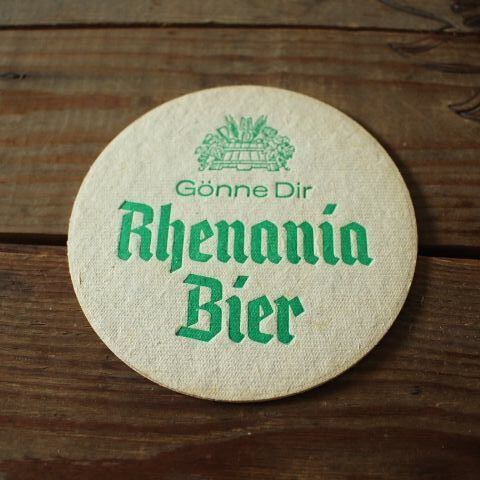 Gönne Dir
Rhenania
Bier